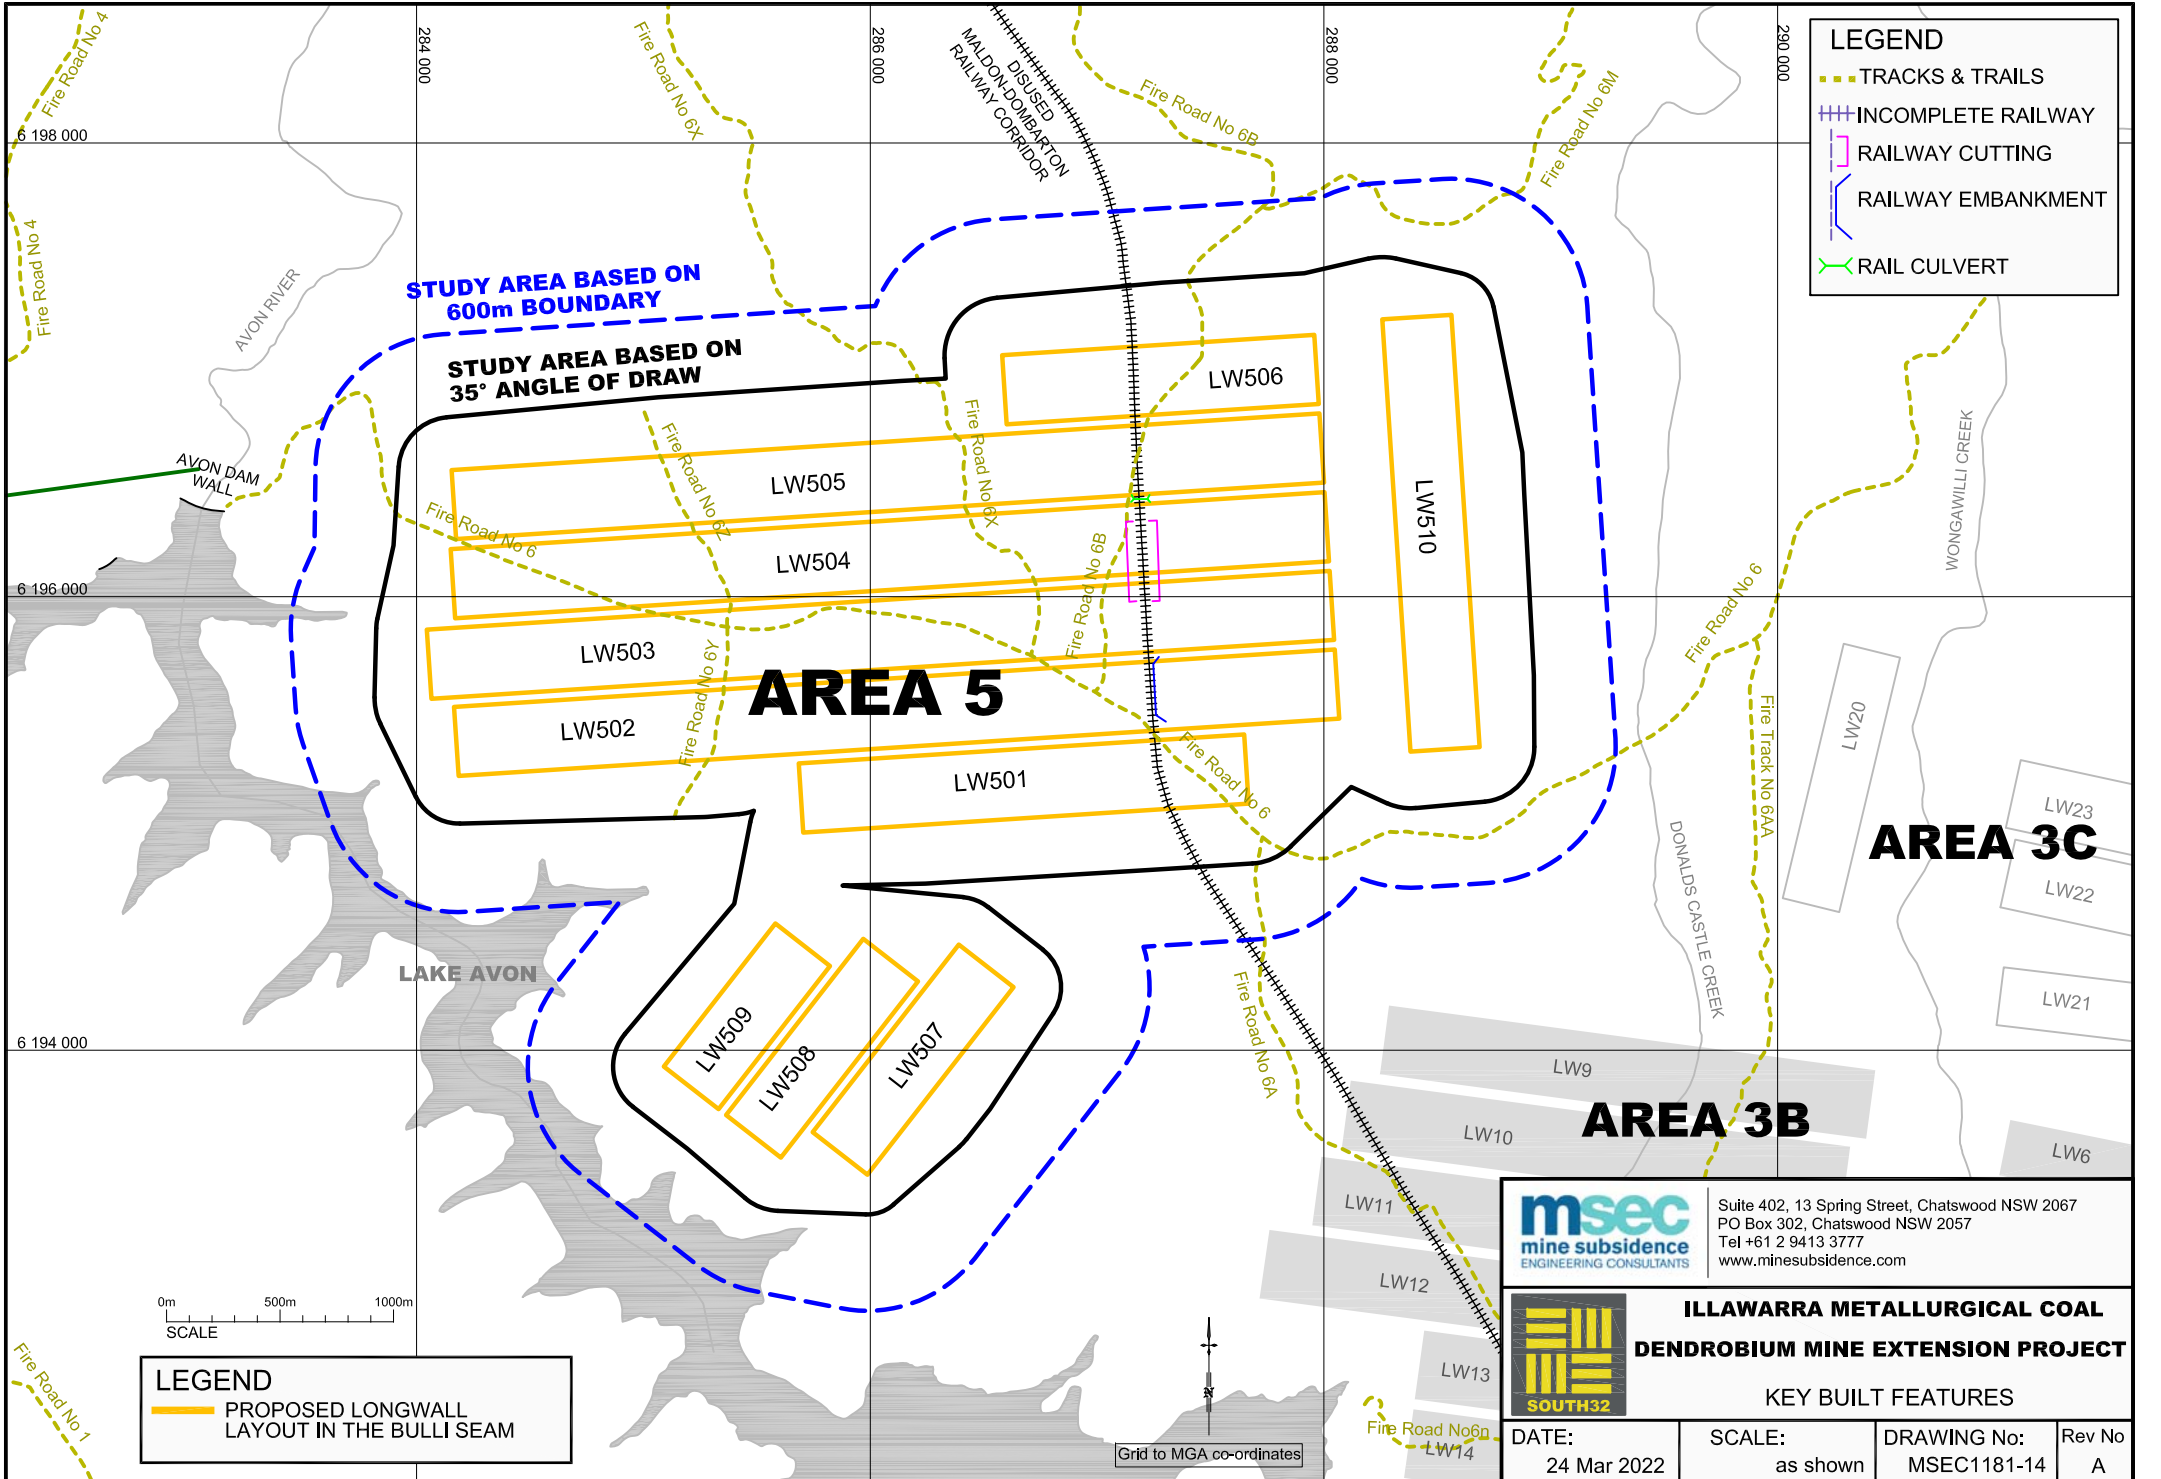 Fire Road No 4
284 000
Fire Road No 6X
286 000
DISUSED
MALDON-DOMBARTON
RAILWAY CORRIDOR
Fire Road No 6B
288 000
Fire Road No 6M
290 000
LEGEND
TRACKS & TRAILS
INCOMPLETE RAILWAY
RAILWAY CUTTING
RAILWAY EMBANKMENT
RAIL CULVERT
6 198 000
Fire Road No 4
AVON RIVER
STUDY AREA BASED ON
600m BOUNDARY
STUDY AREA BASED ON
35° ANGLE OF DRAW
LW506
AVON DAM
WALL
Fire Road No 6Z
Fire Road No 6X
LW505
LW510
WONGAWILLI CREEK
Fire Road No 6
LW504
Fire Road No 6B
6 196 000
LW503
Fire Road No 6Y
AREA 5
Fire Road No 6
LW502
LW501
Fire Road No 6
Fire Track No 6AA
LW20
LW23
AREA 3C
LW22
DONALDS CASTLE CREEK
LAKE AVON
LW21
Fire Road No 6A
LW509
LW508
LW507
6 194 000
LW9
AREA 3B
LW10
LW6
LW11
LW12
LW13
Fire Road No6n
LW14
0m 500m 1000m
SCALE
Fire Road No 1
LEGEND
PROPOSED LONGWALL
LAYOUT IN THE BULLI SEAM
N
Grid to MGA co-ordinates
msec
mine subsidence
ENGINEERING CONSULTANTS
Suite 402, 13 Spring Street, Chatswood NSW 2067
PO Box 302, Chatswood NSW 2057
Tel +61 2 9413 3777
www.minesubsidence.com
SOUTH32
ILLAWARRA METALLURGICAL COAL
DENDROBIUM MINE EXTENSION PROJECT
KEY BUILT FEATURES
DATE:
24 Mar 2022
SCALE:
as shown
DRAWING No:
MSEC1181-14
Rev No
A